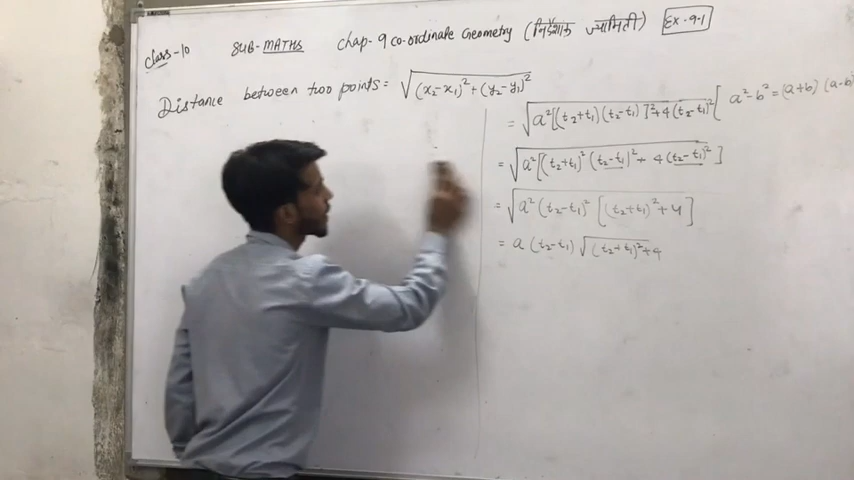 class-10 SUB-MATHS Chap-9 co-ordinate Geometry (निर्देशांक ज्यामिती) Ex-9.1
Distance between two points = √(x₂-x₁)²+(y₂-y₁)²
= √a²[(t₂+t₁)(t₂-t₁)]²+4(t₂-t₁)² [a²-b²=(a+b)(a-b)
= √a²[(t₂+t₁)²(t₂-t₁)²+4(t₂-t₁)²]
= √a²(t₂-t₁)²[(t₂+t₁)²+4]
= a(t₂-t₁)√(t₂+t₁)²+4